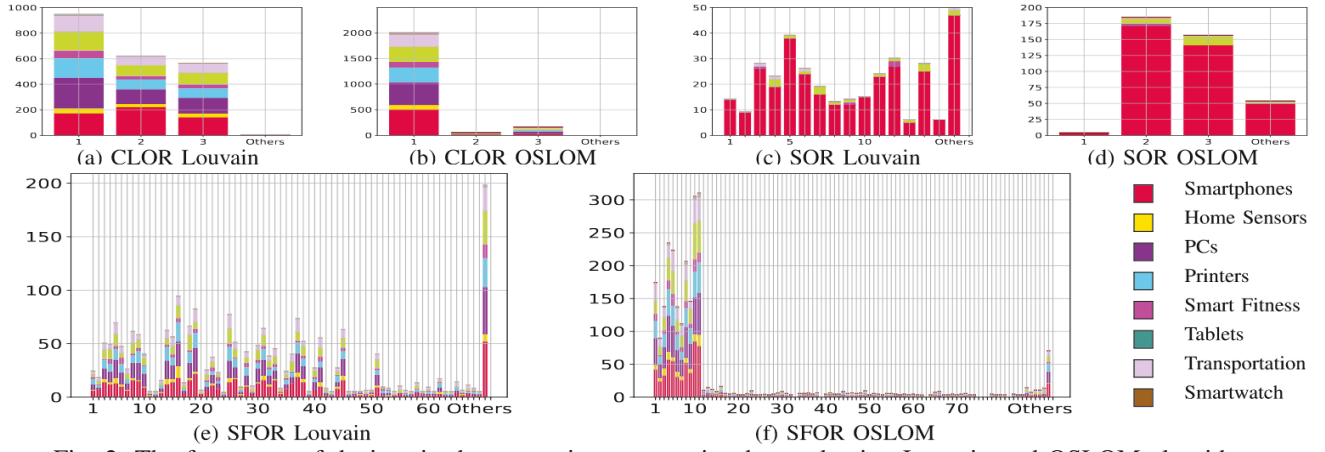 1000
800
600
400
200
0
1 2 3 Others
(a) CLOR Louvain
2000
1500
1000
500
0
1 2 3 Others
(b) CLOR OSLOM
50
40
30
20
10
0
1 5 10 Others
(c) SOR Louvain
200
175
150
125
100
75
50
25
0
1 2 3 Others
(d) SOR OSLOM
200
150
100
50
0
1 10 20 30 40 50 60 Others
(e) SFOR Louvain
300
250
200
150
100
50
0
1 10 20 30 40 50 60 70 Others
(f) SFOR OSLOM
Smartphones
Home Sensors
PCs
Printers
Smart Fitness
Tablets
Transportation
Smartwatch